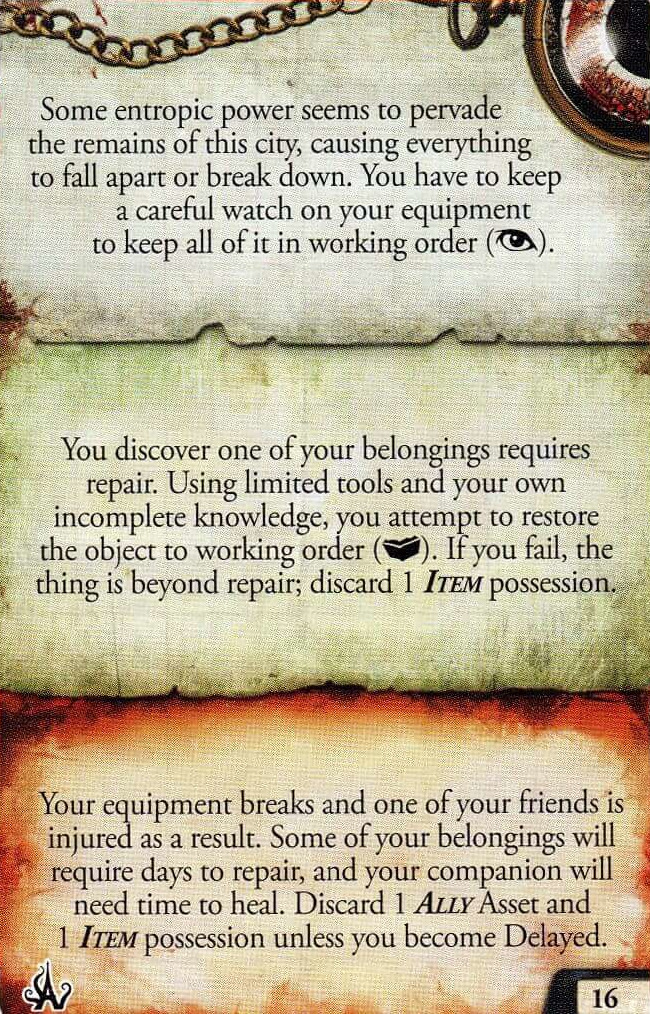 Some entropic power seems to pervade
the remains of this city, causing everything
to fall apart or break down. You have to keep
a careful watch on your equipment
to keep all of it in working order (👁).
You discover one of your belongings requires
repair. Using limited tools and your own
incomplete knowledge, you attempt to restore
the object to working order (📖). If you fail, the
thing is beyond repair; discard 1 ITEM possession.
Your equipment breaks and one of your friends is
injured as a result. Some of your belongings will
require days to repair, and your companion will
need time to heal. Discard 1 ALLY Asset and
1 ITEM possession unless you become Delayed.
16